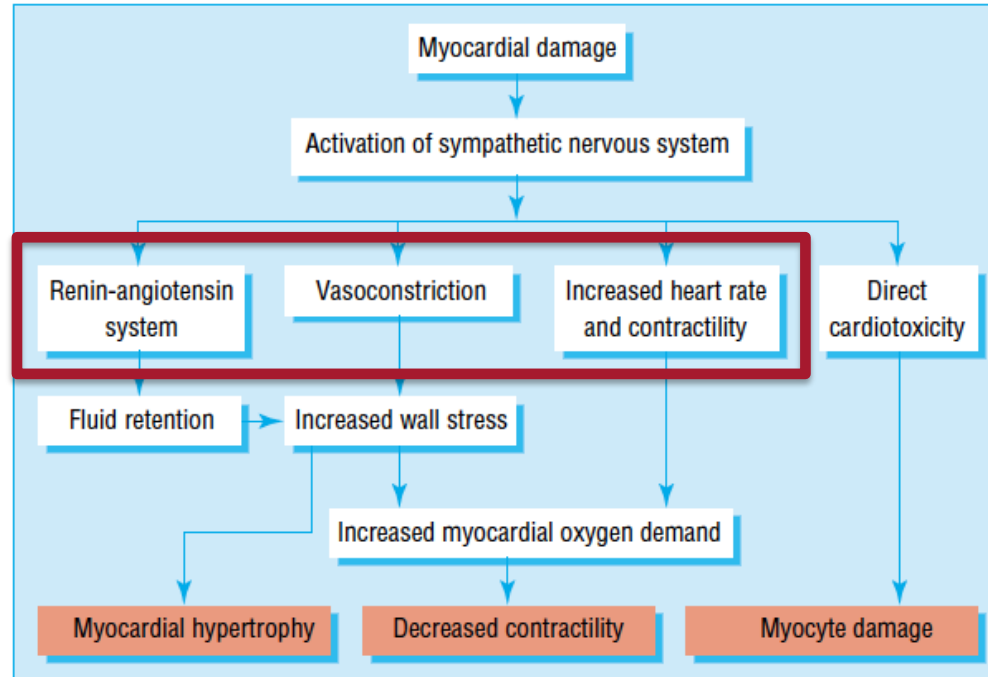 Myocardial damage
Activation of sympathetic nervous system
Renin-angiotensin
system
Vasoconstriction
Increased heart rate
and contractility
Direct
cardiotoxicity
Fluid retention
Increased wall stress
Increased myocardial oxygen demand
Myocardial hypertrophy
Decreased contractility
Myocyte damage